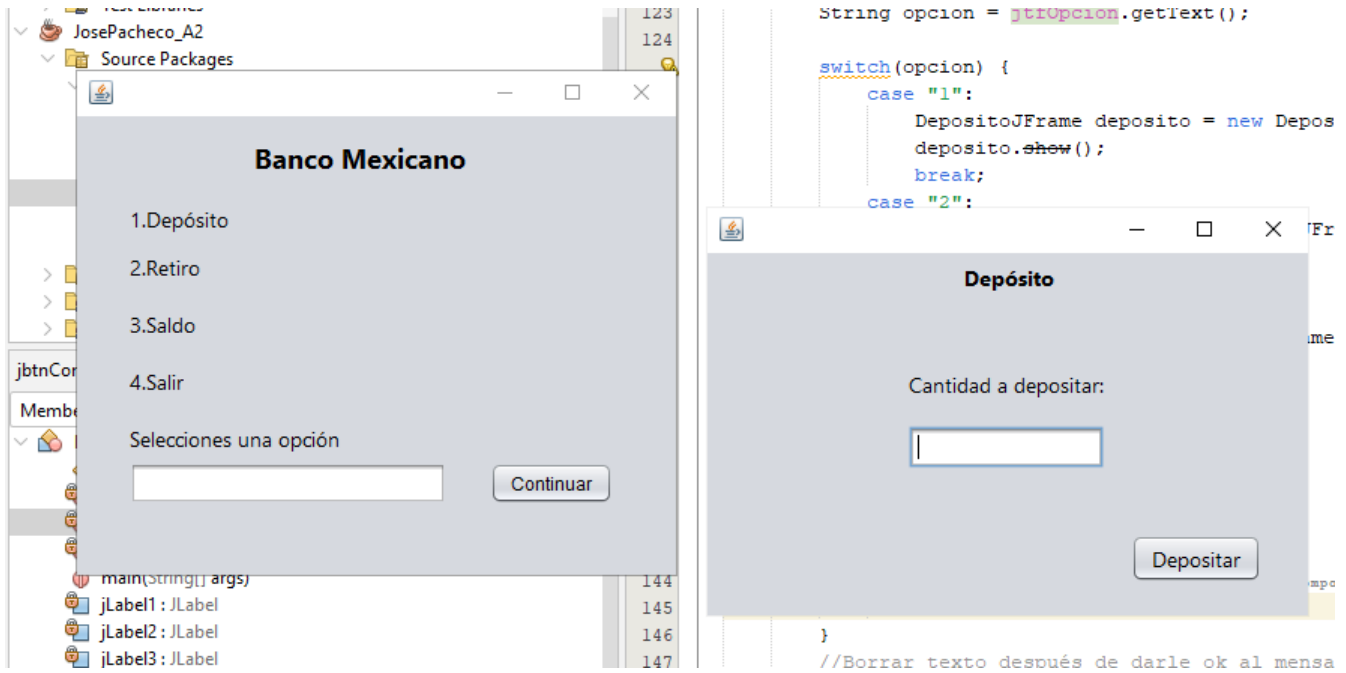 Test Libraries
JosePacheco_A2
Source Packages
Banco Mexicano
1.Depósito
2.Retiro
3.Saldo
4.Salir
Selecciones una opción
Continuar
jbtnCon
Membe
main(String[] args)
jLabel1 : JLabel
jLabel2 : JLabel
jLabel3 : JLabel
123
124
144
145
146
147
String opcion = jtfOpcion.getText();
switch(opcion) {
case "1":
DepositoJFrame deposito = new Depos
deposito.show();
break;
case "2":
JFr
ame
Depósito
Cantidad a depositar:
Depositar
}
//Borrar texto después de darle ok al mensa